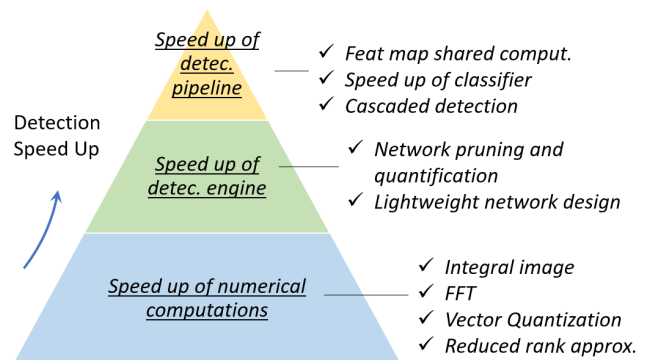 Speed up of
detec.
pipeline
✓ Feat map shared comput.
✓ Speed up of classifier
✓ Cascaded detection
Detection
Speed Up
Speed up of
detec. engine
✓ Network pruning and
quantification
✓ Lightweight network design
Speed up of numerical
computations
✓ Integral image
✓ FFT
✓ Vector Quantization
✓ Reduced rank approx.